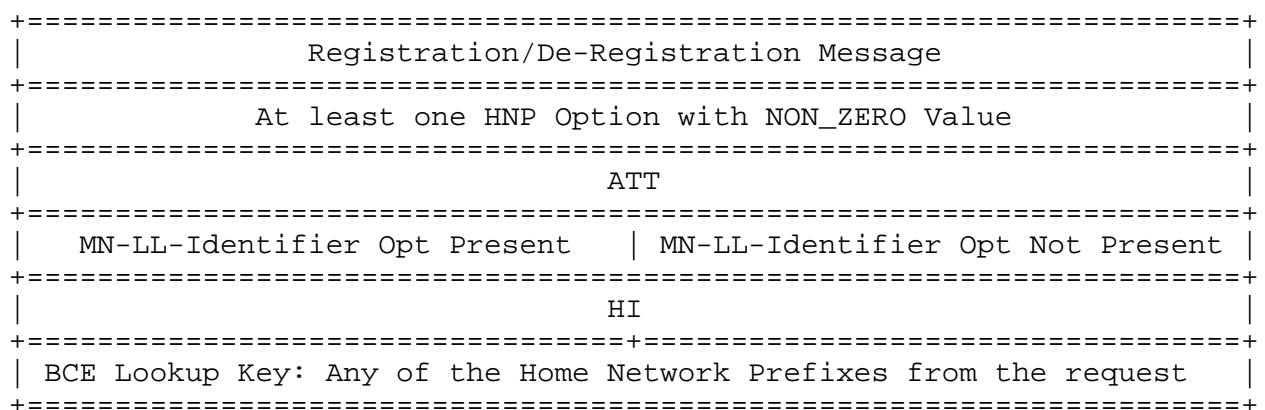 +=====================================================================+
|                Registration/De-Registration Message                 |
+=====================================================================+
|             At least one HNP Option with NON_ZERO Value             |
+=====================================================================+
|                                 ATT                                 |
+=====================================================================+
|   MN-LL-Identifier Opt Present   | MN-LL-Identifier Opt Not Present |
+=====================================================================+
|                                 HI                                  |
+==================================+==================================+
| BCE Lookup Key: Any of the Home Network Prefixes from the request   |
+=====================================================================+